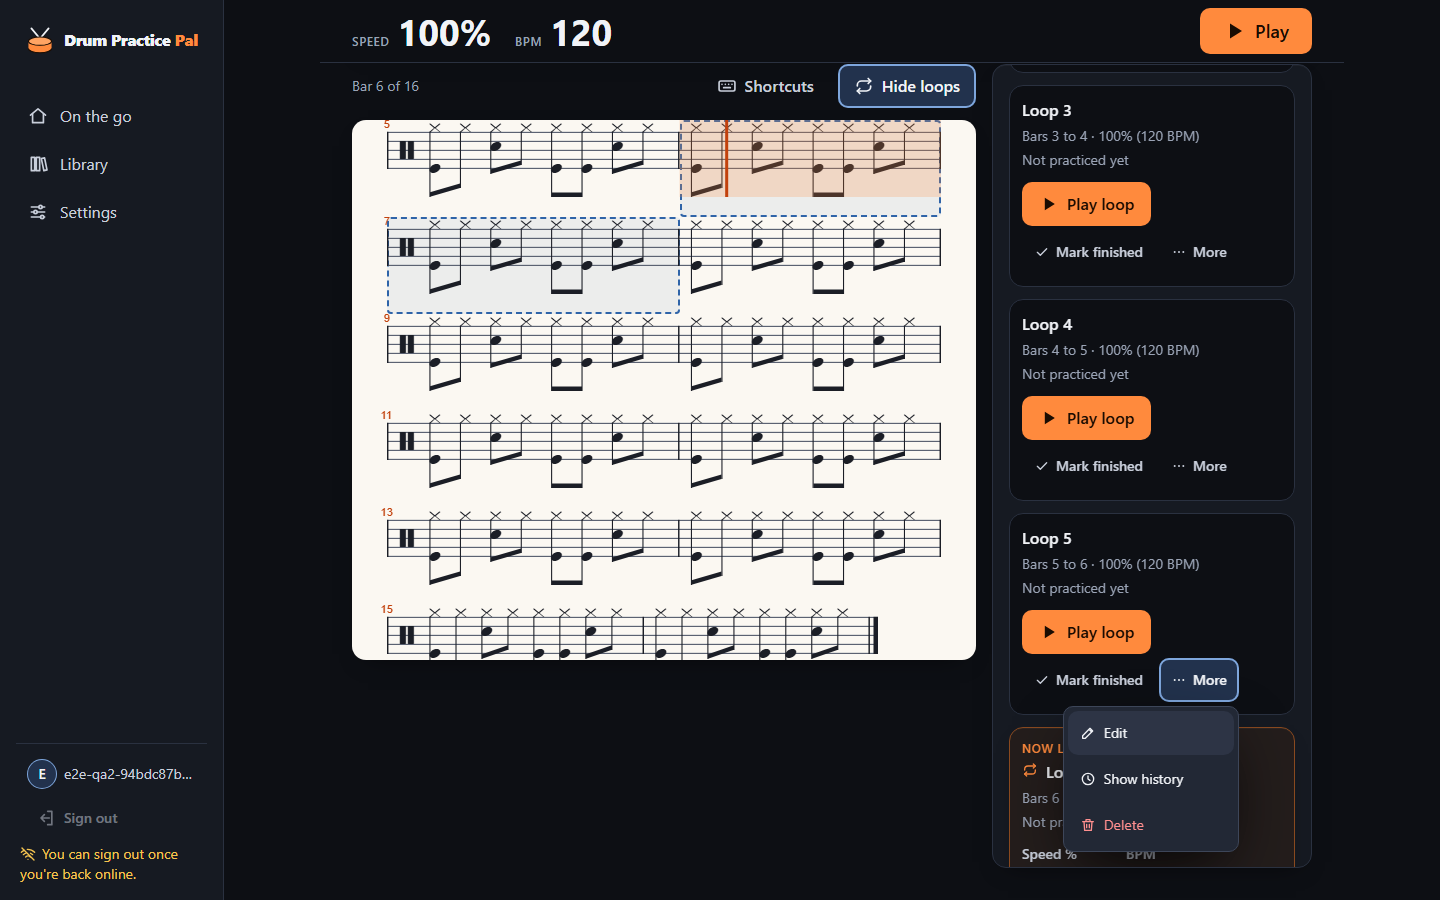 Drum Practice Pal
On the go
Library
Settings
E
e2e-qa2-94bdc87b...
Sign out
You can sign out once
you're back online.
SPEED 100% BPM 120
Play
Bar 6 of 16
Shortcuts
Hide loops
5
7
9
11
13
15
Loop 3
Bars 3 to 4 · 100% (120 BPM)
Not practiced yet
Play loop
Mark finished
··· More
Loop 4
Bars 4 to 5 · 100% (120 BPM)
Not practiced yet
Play loop
Mark finished
··· More
Loop 5
Bars 5 to 6 · 100% (120 BPM)
Not practiced yet
Play loop
Mark finished
··· More
Edit
Show history
Delete
NOW L
Lo
Bars 6
Not pr
Speed % BPM